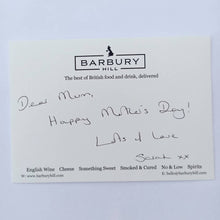 BARBURY
HILL
The best of British food and drink, delivered
Dear Mum,
Happy Mother's Day!
Lots of love
Sarah xx
English Wine Cheese Something Sweet Smoked & Cured No & Low Spirits
W: www.barburyhill.com E: hello@barburyhill.com